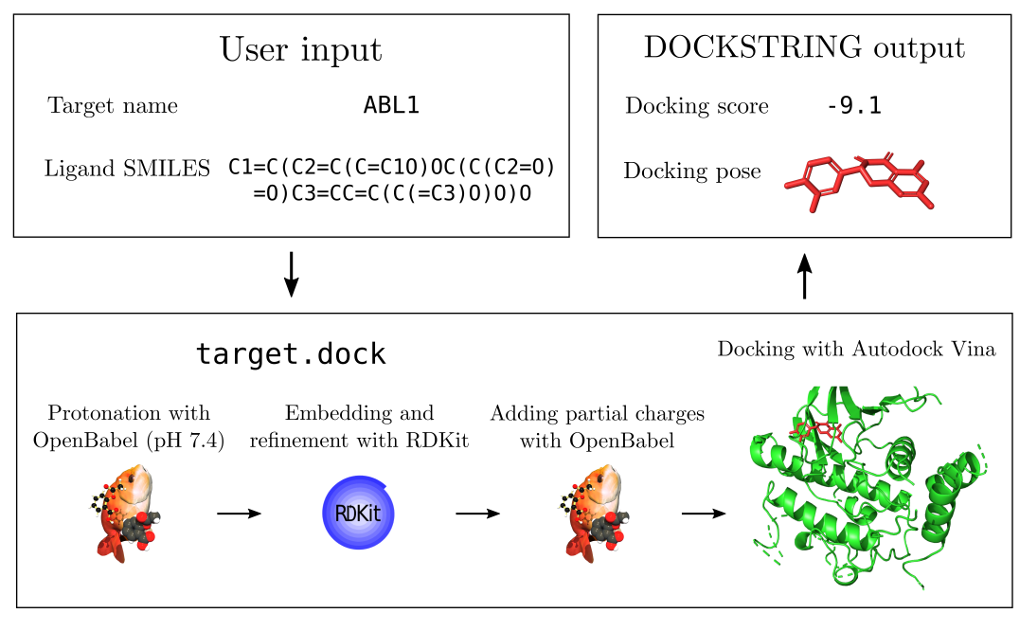 User input
Target name ABL1
Ligand SMILES C1=C(C2=C(C=C1O)OC(C(C2=O)
=O)C3=CC=C(C(=C3)O)O)O
DOCKSTRING output
Docking score -9.1
Docking pose
target.dock
Protonation with
OpenBabel (pH 7.4)
Embedding and
refinement with RDKit
RDKit
Adding partial charges
with OpenBabel
Docking with Autodock Vina